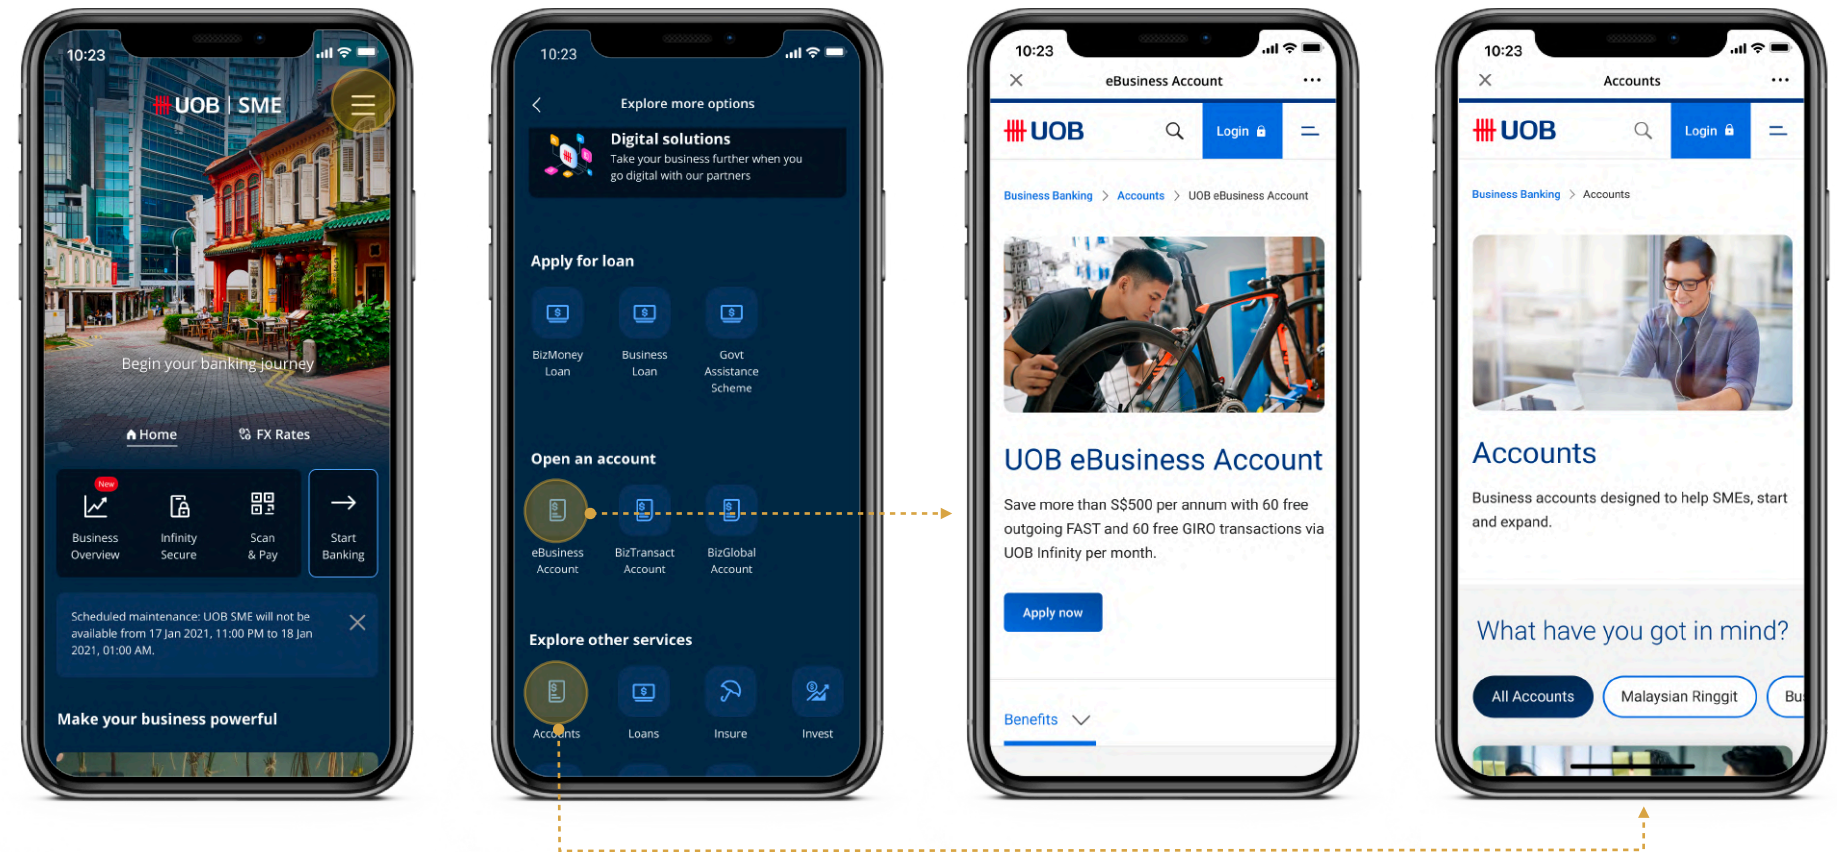 10:23
UOB | SME
Begin your banking journey
Home
FX Rates
New
Business
Overview
Infinity
Secure
Scan
& Pay
Start
Banking
Scheduled maintenance: UOB SME will not be
available from 17 Jan 2021, 11:00 PM to 18 Jan
2021, 01:00 AM.
Make your business powerful
10:23
Explore more options
Digital solutions
Take your business further when you
go digital with our partners
Apply for loan
BizMoney
Loan
Business
Loan
Govt
Assistance
Scheme
Open an account
eBusiness
Account
BizTransact
Account
BizGlobal
Account
Explore other services
Accounts
Loans
Insure
Invest
10:23
eBusiness Account
UOB
Login
Business Banking > Accounts > UOB eBusiness Account
UOB eBusiness Account
Save more than S$500 per annum with 60 free
outgoing FAST and 60 free GIRO transactions via
UOB Infinity per month.
Apply now
Benefits
10:23
Accounts
UOB
Login
Business Banking > Accounts
Accounts
Business accounts designed to help SMEs, start
and expand.
What have you got in mind?
All Accounts
Malaysian Ringgit